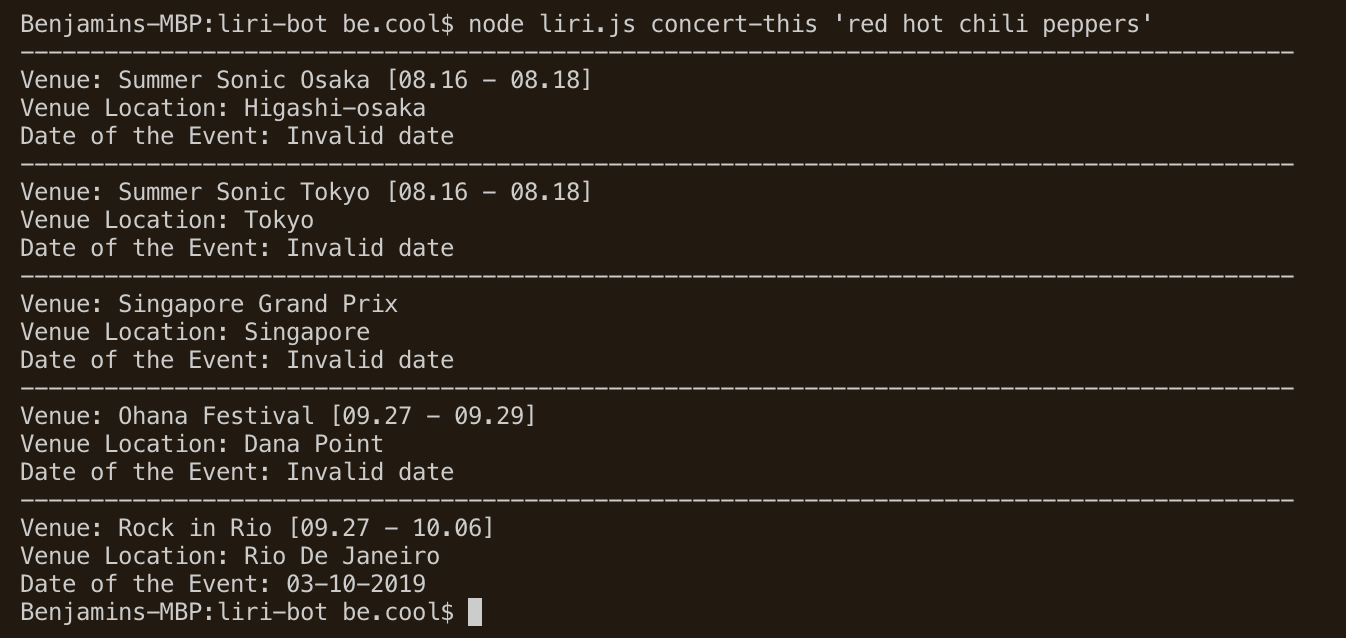 Benjamins-MBP:liri-bot be.cool$ node liri.js concert-this 'red hot chili peppers'
-------------------------------------------------------------------------------------------
Venue: Summer Sonic Osaka [08.16 - 08.18]
Venue Location: Higashi-osaka
Date of the Event: Invalid date
-------------------------------------------------------------------------------------------
Venue: Summer Sonic Tokyo [08.16 - 08.18]
Venue Location: Tokyo
Date of the Event: Invalid date
-------------------------------------------------------------------------------------------
Venue: Singapore Grand Prix
Venue Location: Singapore
Date of the Event: Invalid date
-------------------------------------------------------------------------------------------
Venue: Ohana Festival [09.27 - 09.29]
Venue Location: Dana Point
Date of the Event: Invalid date
-------------------------------------------------------------------------------------------
Venue: Rock in Rio [09.27 - 10.06]
Venue Location: Rio De Janeiro
Date of the Event: 03-10-2019
Benjamins-MBP:liri-bot be.cool$